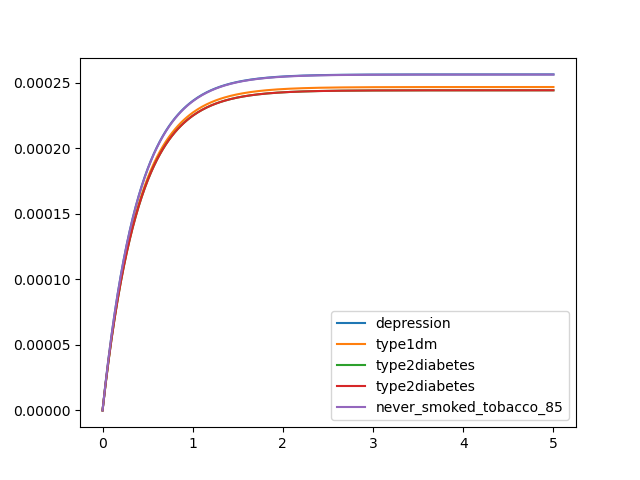 0.00025
0.00020
0.00015
0.00010
0.00005
0.00000
depression
type1dm
type2diabetes
type2diabetes
never_smoked_tobacco_85
0 1 2 3 4 5